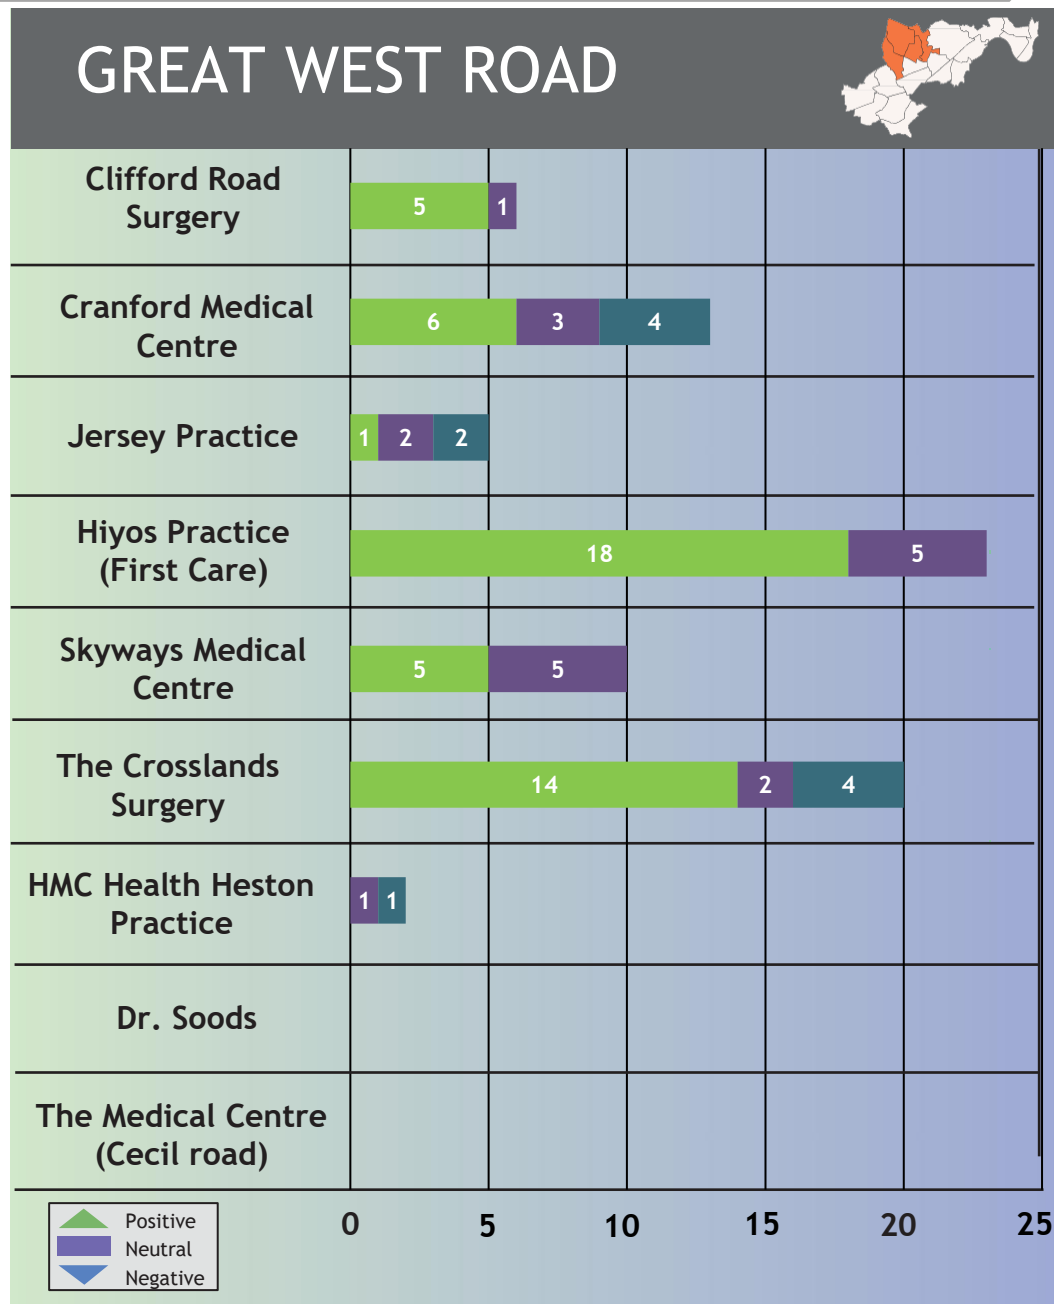 GREAT WEST ROAD
Clifford Road
Surgery
5 1
Cranford Medical
Centre
6 3 4
Jersey Practice
1 2 2
Hiyos Practice
(First Care)
18 5
Skyways Medical
Centre
5 5
The Crosslands
Surgery
14 2 4
HMC Health Heston
Practice
1 1
Dr. Soods
The Medical Centre
(Cecil road)
0 5 10 15 20 25
Positive
Neutral
Negative